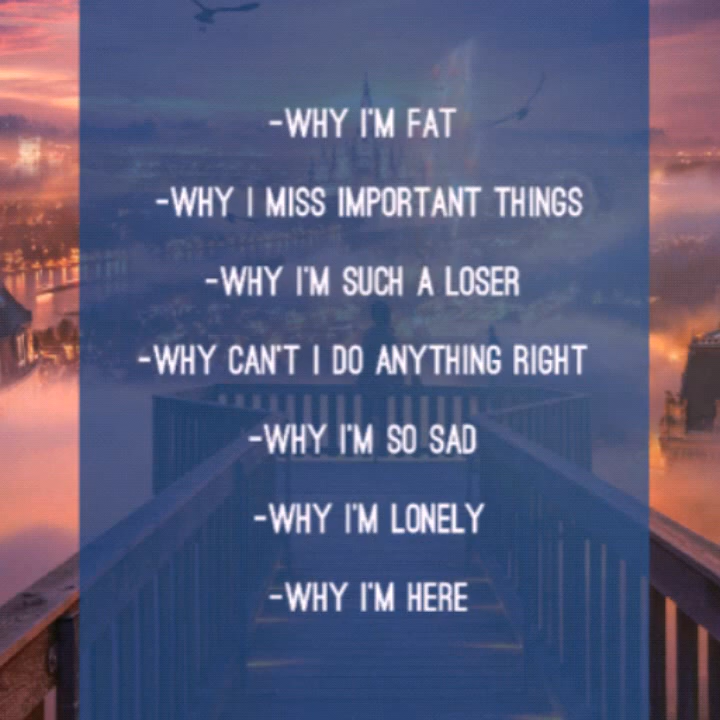 -WHY I'M FAT
-WHY I MISS IMPORTANT THINGS
-WHY I'M SUCH A LOSER
-WHY CAN'T I DO ANYTHING RIGHT
-WHY I'M SO SAD
-WHY I'M LONELY
-WHY I'M HERE